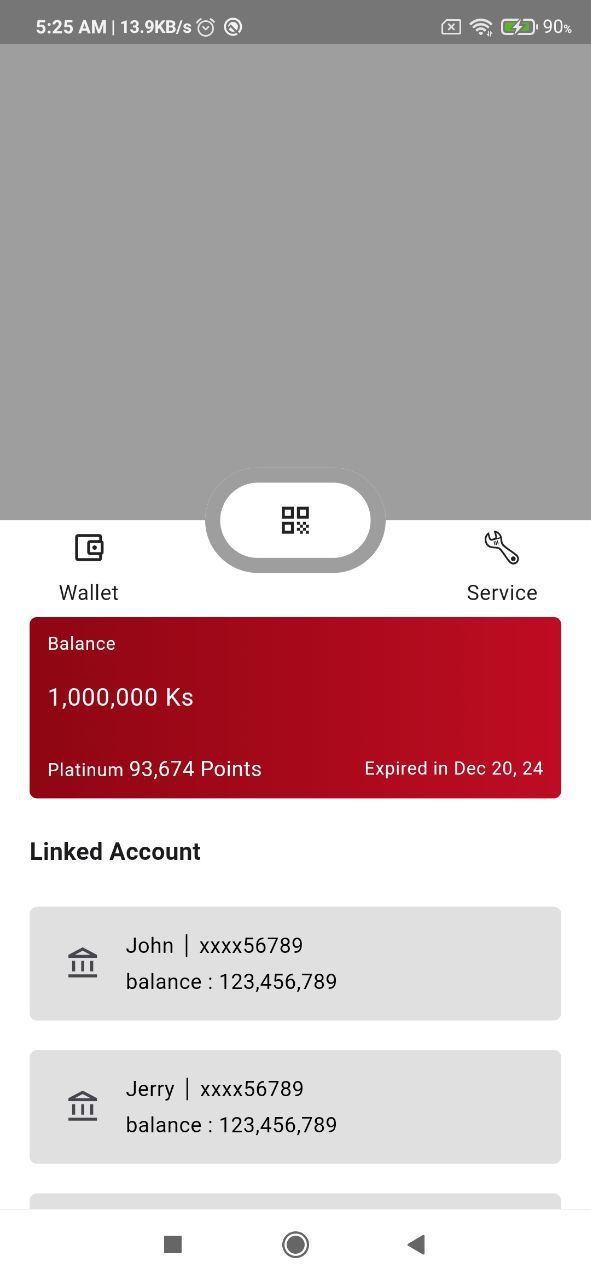 5:25 AM | 13.9KB/s 90%
Wallet
Service
Balance
1,000,000 Ks
Platinum 93,674 Points Expired in Dec 20, 24
Linked Account
John | xxxx56789
balance : 123,456,789
Jerry | xxxx56789
balance : 123,456,789